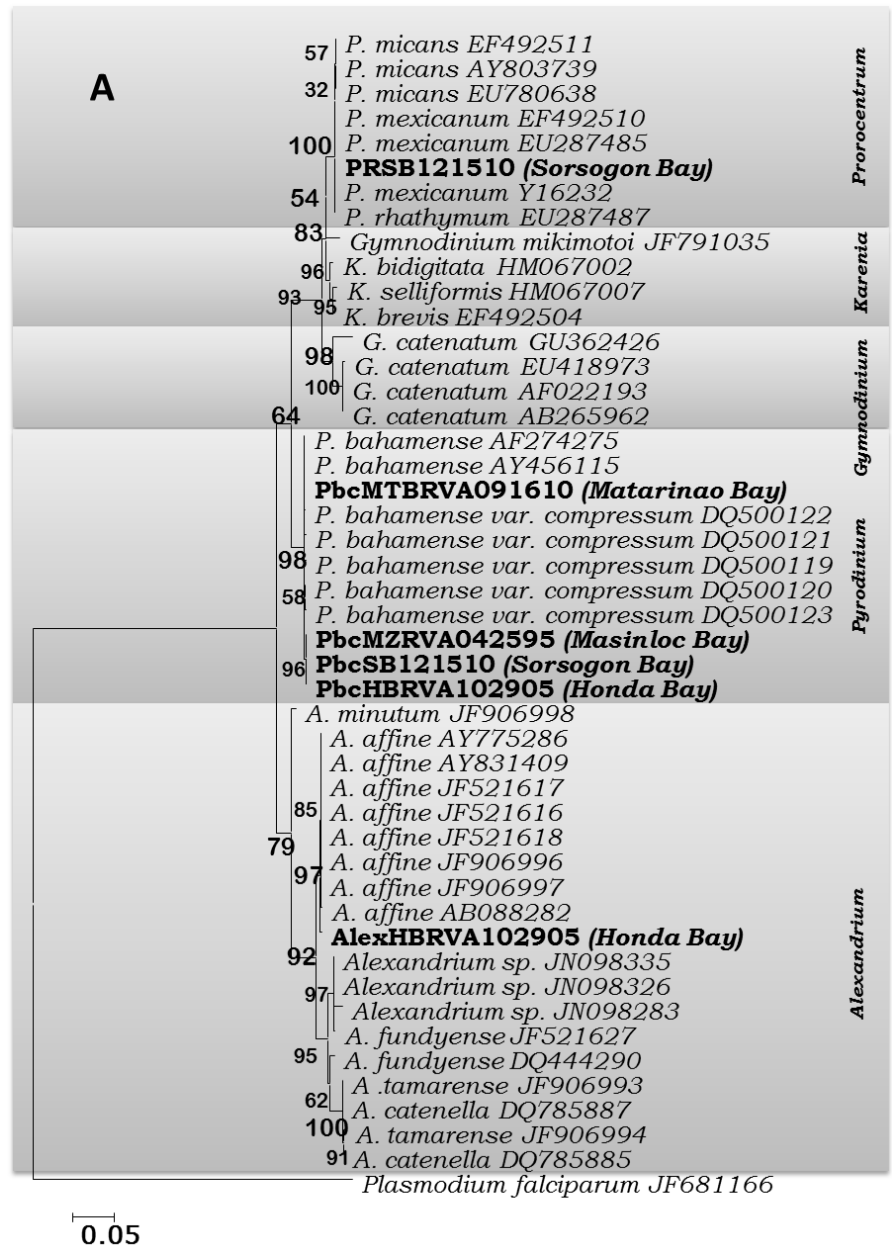 A
57
P. micans EF492511
P. micans AY803739
32
P. micans EU780638
P. mexicanum EF492510
100
P. mexicanum EU287485
PRSB121510 (Sorsogon Bay)
54
P. mexicanum Y16232
P. rhathymum EU287487
Prorocentrum
83
Gymnodinium mikimotoi JF791035
96
K. bidigitata HM067002
K. selliformis HM067007
93
95
K. brevis EF492504
Karenia
G. catenatum GU362426
98
G. catenatum EU418973
100
G. catenatum AF022193
64
G. catenatum AB265962
Gymnodinium
P. bahamense AF274275
P. bahamense AY456115
PbcMTBRVA091610 (Matarinao Bay)
P. bahamense var. compressum DQ500122
P. bahamense var. compressum DQ500121
98
P. bahamense var. compressum DQ500119
58
P. bahamense var. compressum DQ500120
P. bahamense var. compressum DQ500123
PbcMZRVA042595 (Masinloc Bay)
96
PbcSB121510 (Sorsogon Bay)
PbcHBRVA102905 (Honda Bay)
Pyrodinium
A. minutum JF906998
A. affine AY775286
A. affine AY831409
A. affine JF521617
85
A. affine JF521616
79
A. affine JF521618
A. affine JF906996
97
A. affine JF906997
A. affine AB088282
AlexHBRVA102905 (Honda Bay)
92
Alexandrium sp. JN098335
97
Alexandrium sp. JN098326
Alexandrium sp. JN098283
A. fundyense JF521627
95
A. fundyense DQ444290
A .tamarense JF906993
62
A. catenella DQ785887
100
A. tamarense JF906994
91
A. catenella DQ785885
Alexandrium
Plasmodium falciparum JF681166
0.05